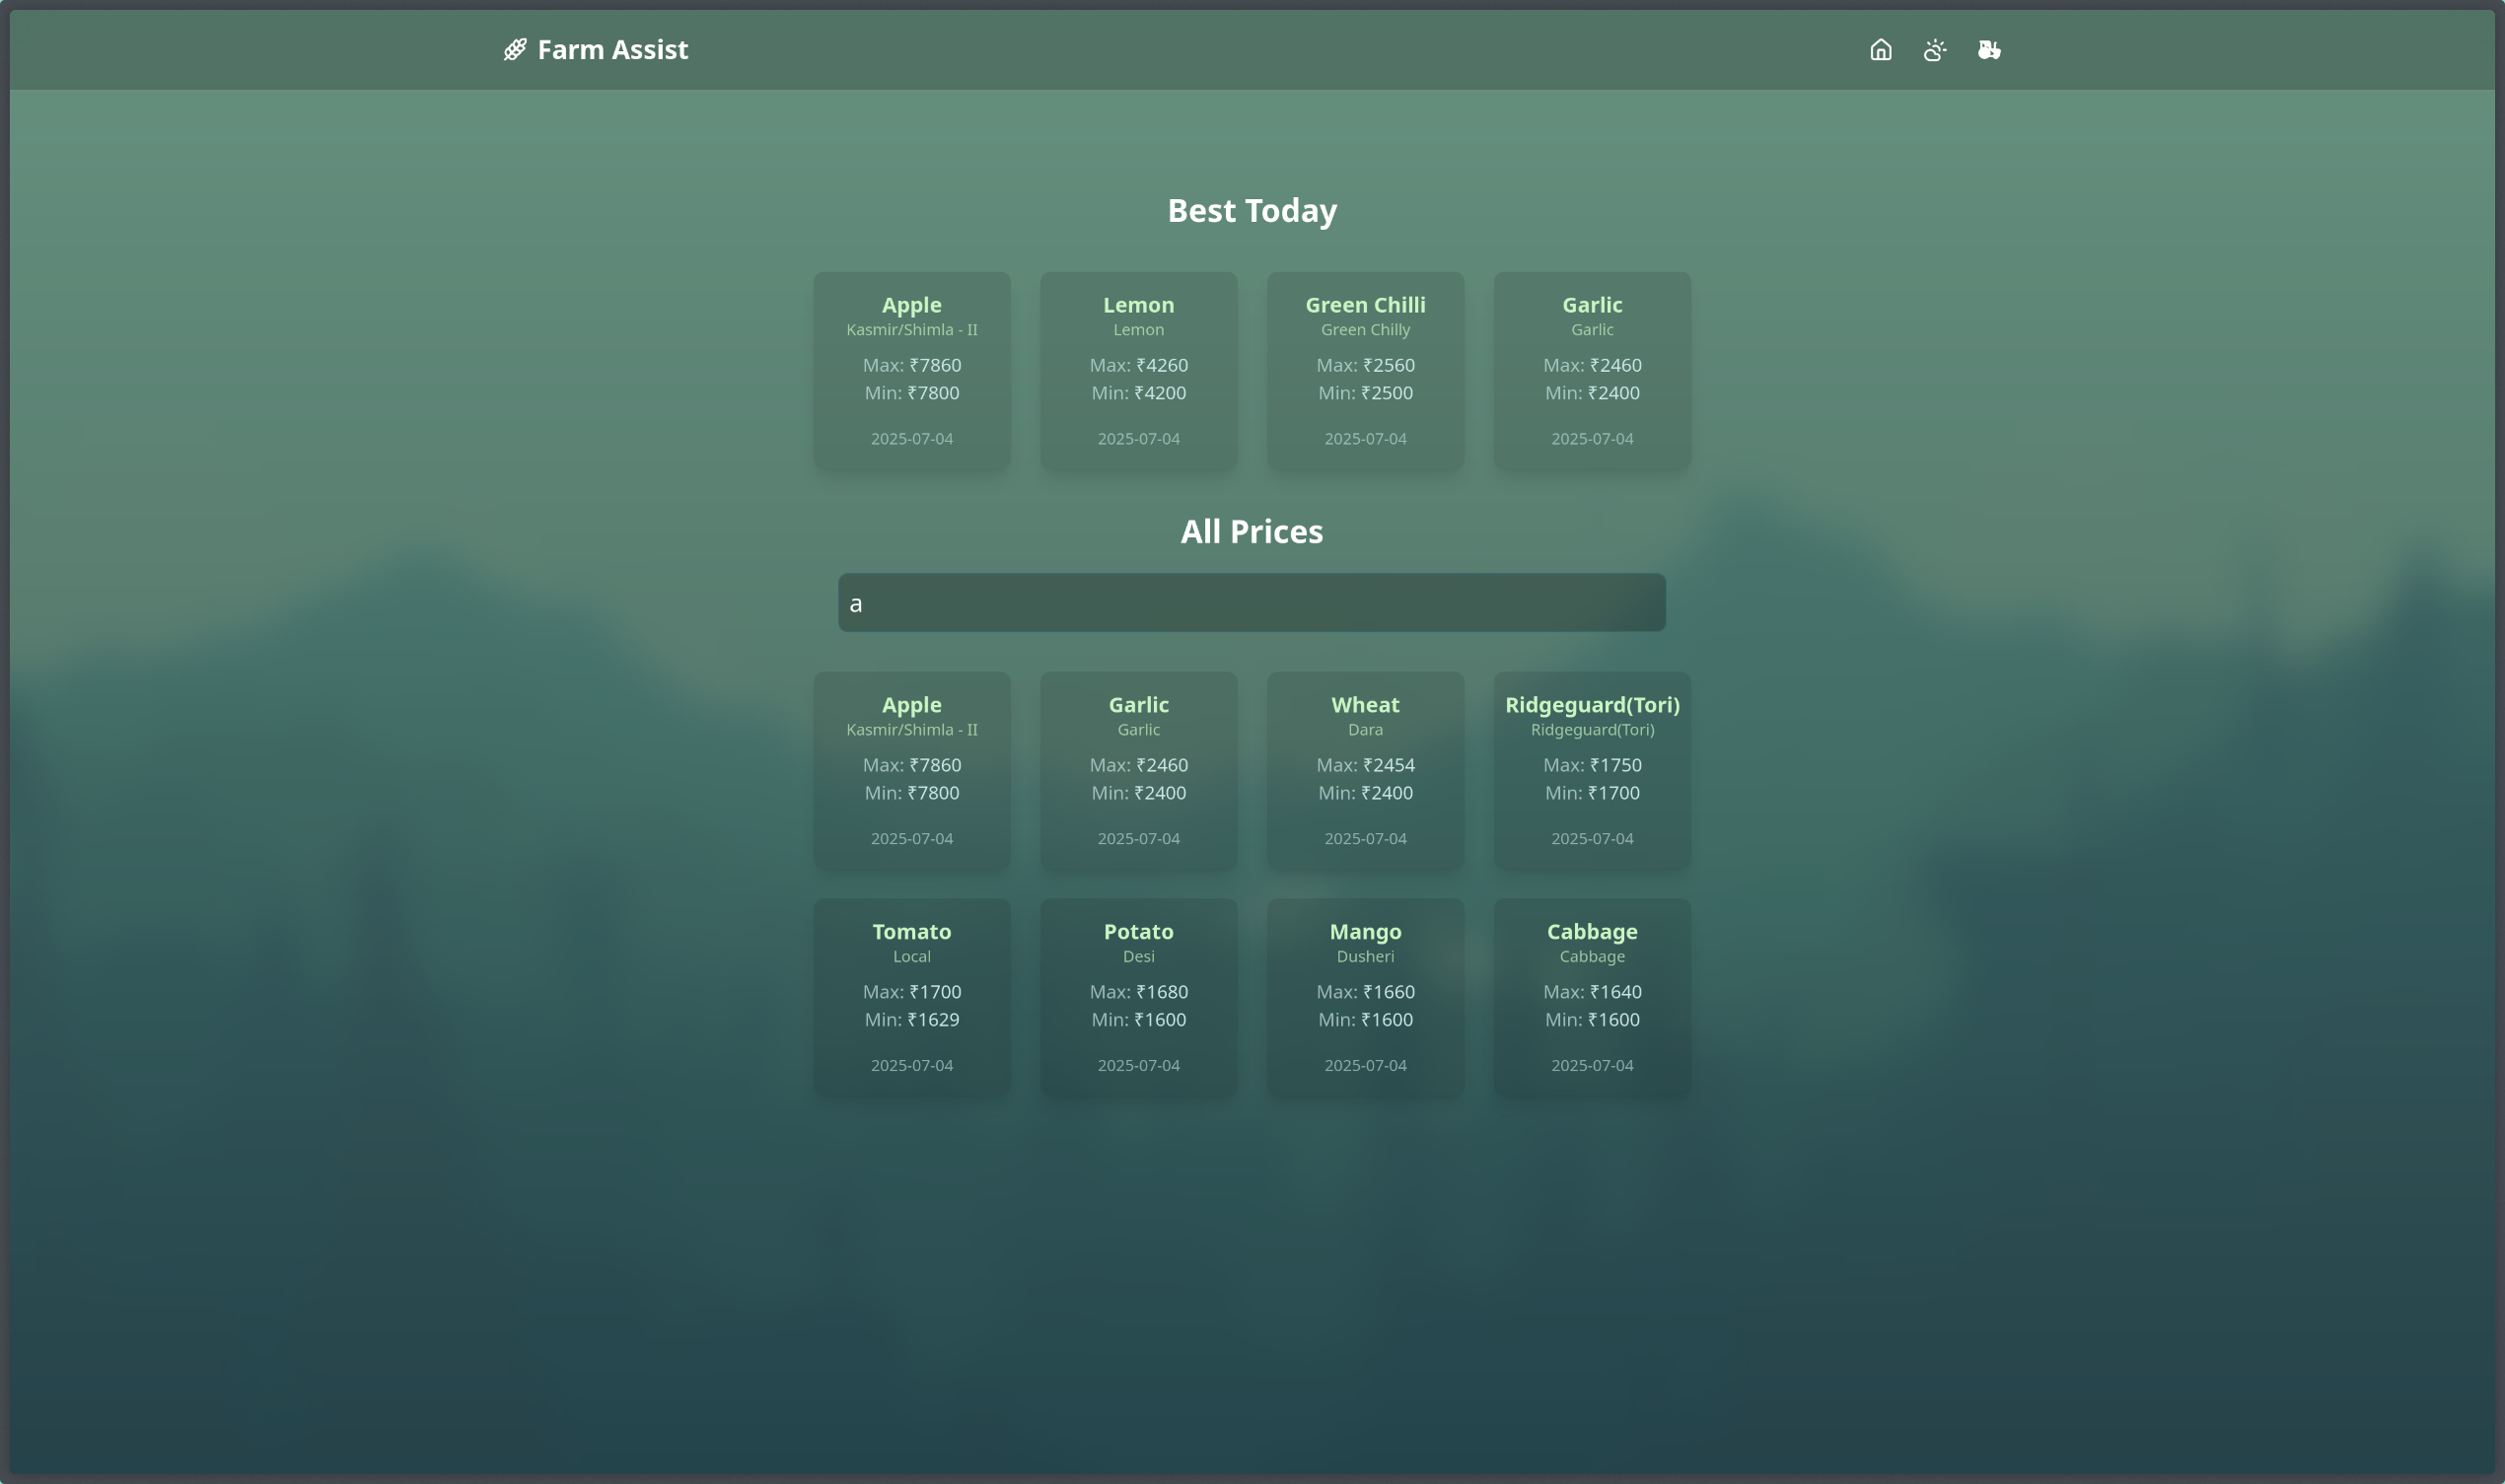 Farm Assist
Best Today
Apple
Kasmir/Shimla - II
Max: ₹7860
Min: ₹7800
2025-07-04
Lemon
Lemon
Max: ₹4260
Min: ₹4200
2025-07-04
Green Chilli
Green Chilly
Max: ₹2560
Min: ₹2500
2025-07-04
Garlic
Garlic
Max: ₹2460
Min: ₹2400
2025-07-04
All Prices
a
Apple
Kasmir/Shimla - II
Max: ₹7860
Min: ₹7800
2025-07-04
Garlic
Garlic
Max: ₹2460
Min: ₹2400
2025-07-04
Wheat
Dara
Max: ₹2454
Min: ₹2400
2025-07-04
Ridgeguard(Tori)
Ridgeguard(Tori)
Max: ₹1750
Min: ₹1700
2025-07-04
Tomato
Local
Max: ₹1700
Min: ₹1629
2025-07-04
Potato
Desi
Max: ₹1680
Min: ₹1600
2025-07-04
Mango
Dusheri
Max: ₹1660
Min: ₹1600
2025-07-04
Cabbage
Cabbage
Max: ₹1640
Min: ₹1600
2025-07-04